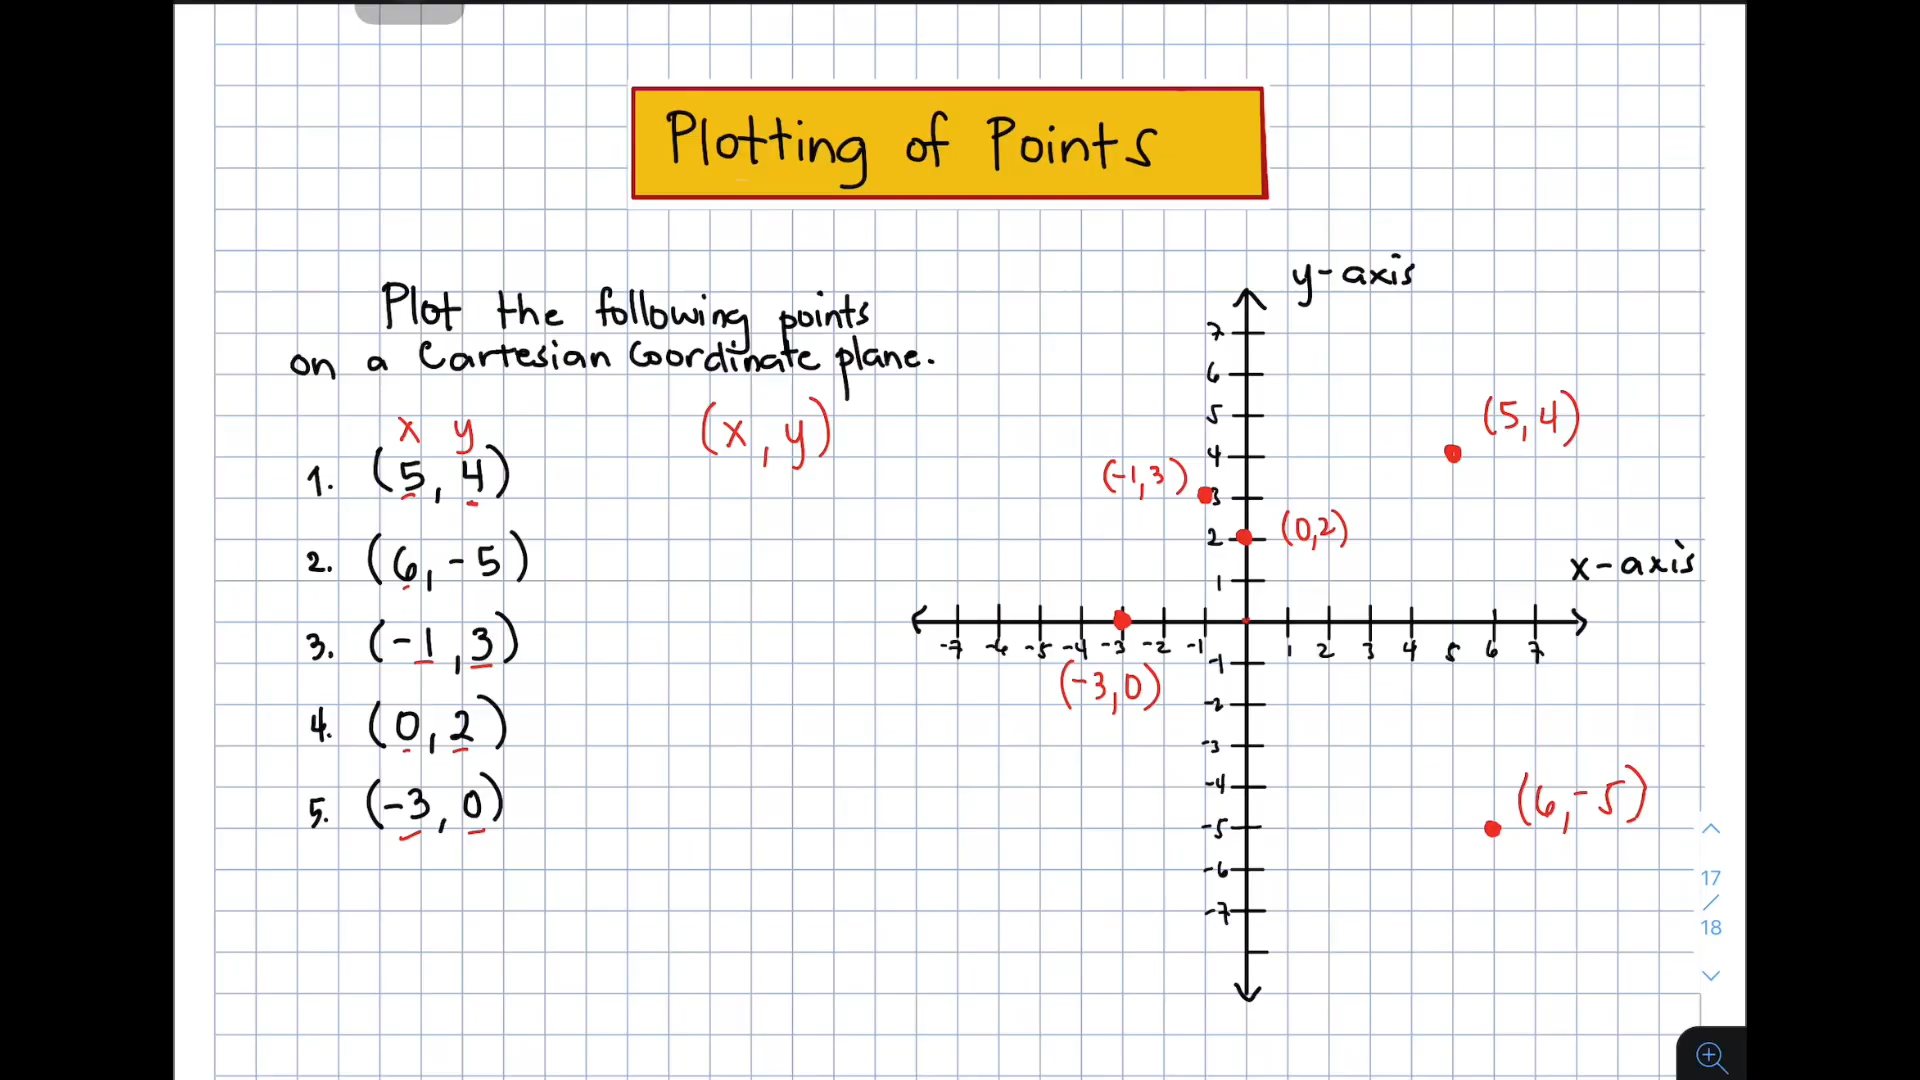 Plotting of Points
Plot the following points
on a Cartesian Coordinate plane.
x y
(x, y)
1. (5, 4)
2. (6, -5)
3. (-1, 3)
4. (0, 2)
5. (-3, 0)
y-axis
7
6
5
(5,4)
4
(-1,3)
3
2
(0,2)
1
x-axis
-7 -6 -5 -4 -3 -2 -1 1 2 3 4 5 6 7
-1
(-3,0)
-2
-3
-4
(6,-5)
-5
-6
-7
17
/
18